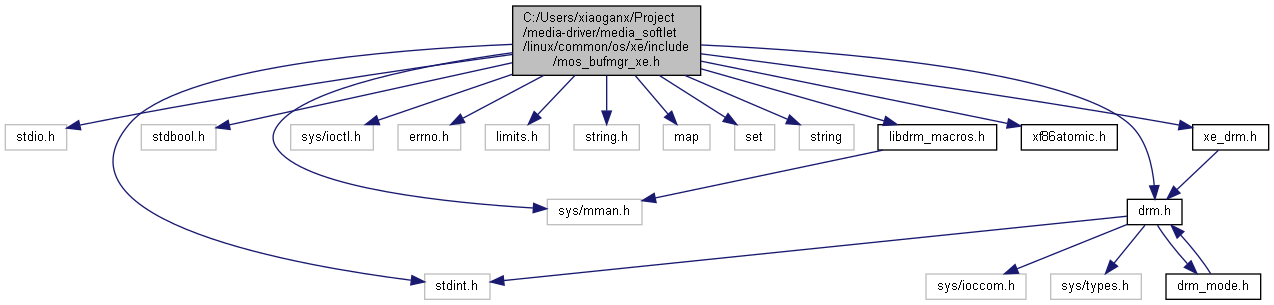 C:/Users/xiaoganx/Project
/media-driver/media_softlet
/linux/common/os/xe/include
/mos_bufmgr_xe.h
stdio.h
stdbool.h
sys/ioctl.h
errno.h
limits.h
string.h
map
set
string
libdrm_macros.h
xf86atomic.h
xe_drm.h
sys/mman.h
drm.h
stdint.h
sys/ioccom.h
sys/types.h
drm_mode.h